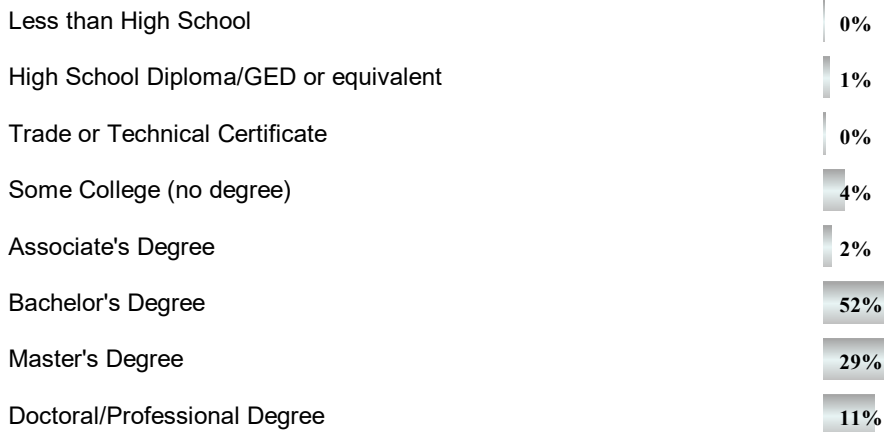 Less than High School 0%
High School Diploma/GED or equivalent 1%
Trade or Technical Certificate 0%
Some College (no degree) 4%
Associate's Degree 2%
Bachelor's Degree 52%
Master's Degree 29%
Doctoral/Professional Degree 11%